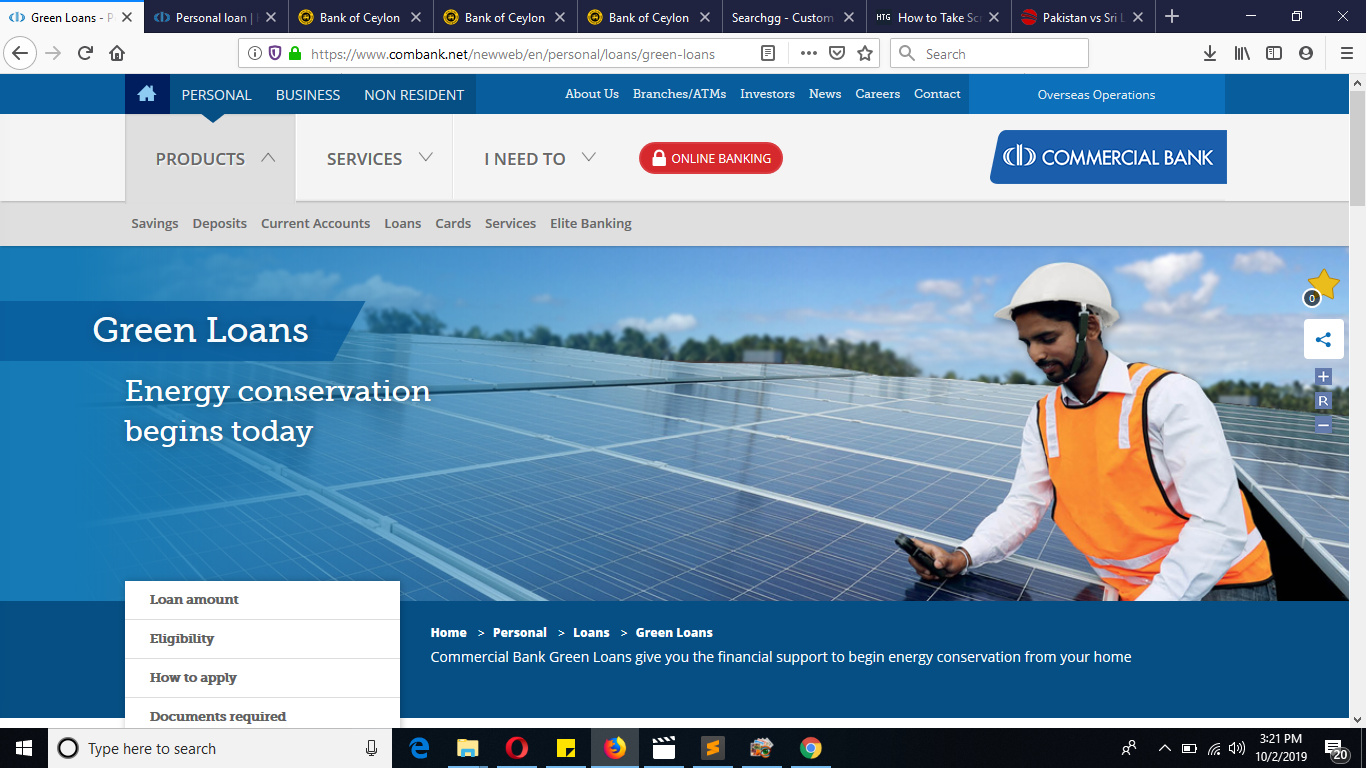 Green Loans - P
Personal loan |
Bank of Ceylon
Bank of Ceylon
Bank of Ceylon
Searchgg - Custom
HTG How to Take Sc
Pakistan vs Sri L
https://www.combank.net/newweb/en/personal/loans/green-loans
Search
PERSONAL BUSINESS NON RESIDENT
About Us Branches/ATMs Investors News Careers Contact
Overseas Operations
PRODUCTS SERVICES I NEED TO
ONLINE BANKING
COMMERCIAL BANK
Savings Deposits Current Accounts Loans Cards Services Elite Banking
0
Green Loans
Energy conservation
begins today
+
R
−
Loan amount
Eligibility
How to apply
Documents required
Home > Personal > Loans > Green Loans
Commercial Bank Green Loans give you the financial support to begin energy conservation from your home
Type here to search
3:21 PM
10/2/2019
20